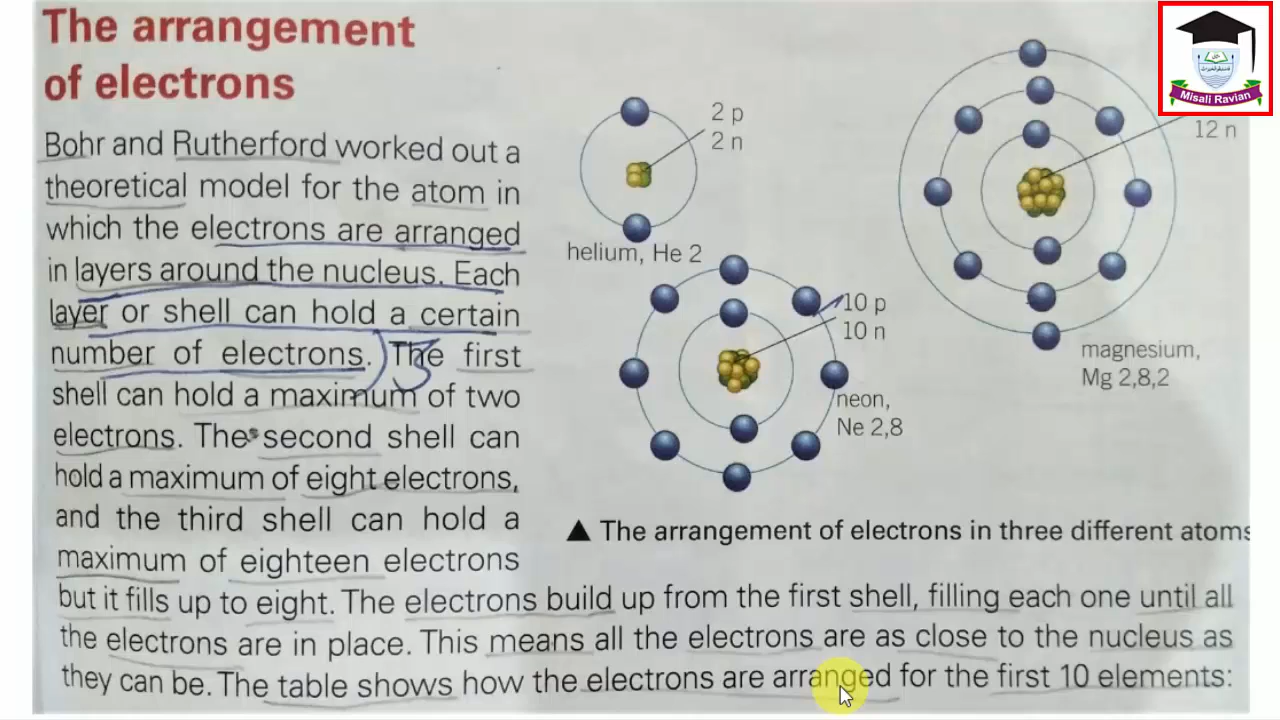 The arrangement
of electrons
Bohr and Rutherford worked out a
theoretical model for the atom in
which the electrons are arranged
in layers around the nucleus. Each
layer or shell can hold a certain
number of electrons. The first
shell can hold a maximum of two
electrons. The second shell can
hold a maximum of eight electrons,
and the third shell can hold a
maximum of eighteen electrons
but it fills up to eight. The electrons build up from the first shell, filling each one until all
the electrons are in place. This means all the electrons are as close to the nucleus as
they can be. The table shows how the electrons are arranged for the first 10 elements:
2 p
2 n
helium, He 2
10 p
10 n
neon,
Ne 2,8
12 n
magnesium,
Mg 2,8,2
▲ The arrangement of electrons in three different atoms
Misali Ravian